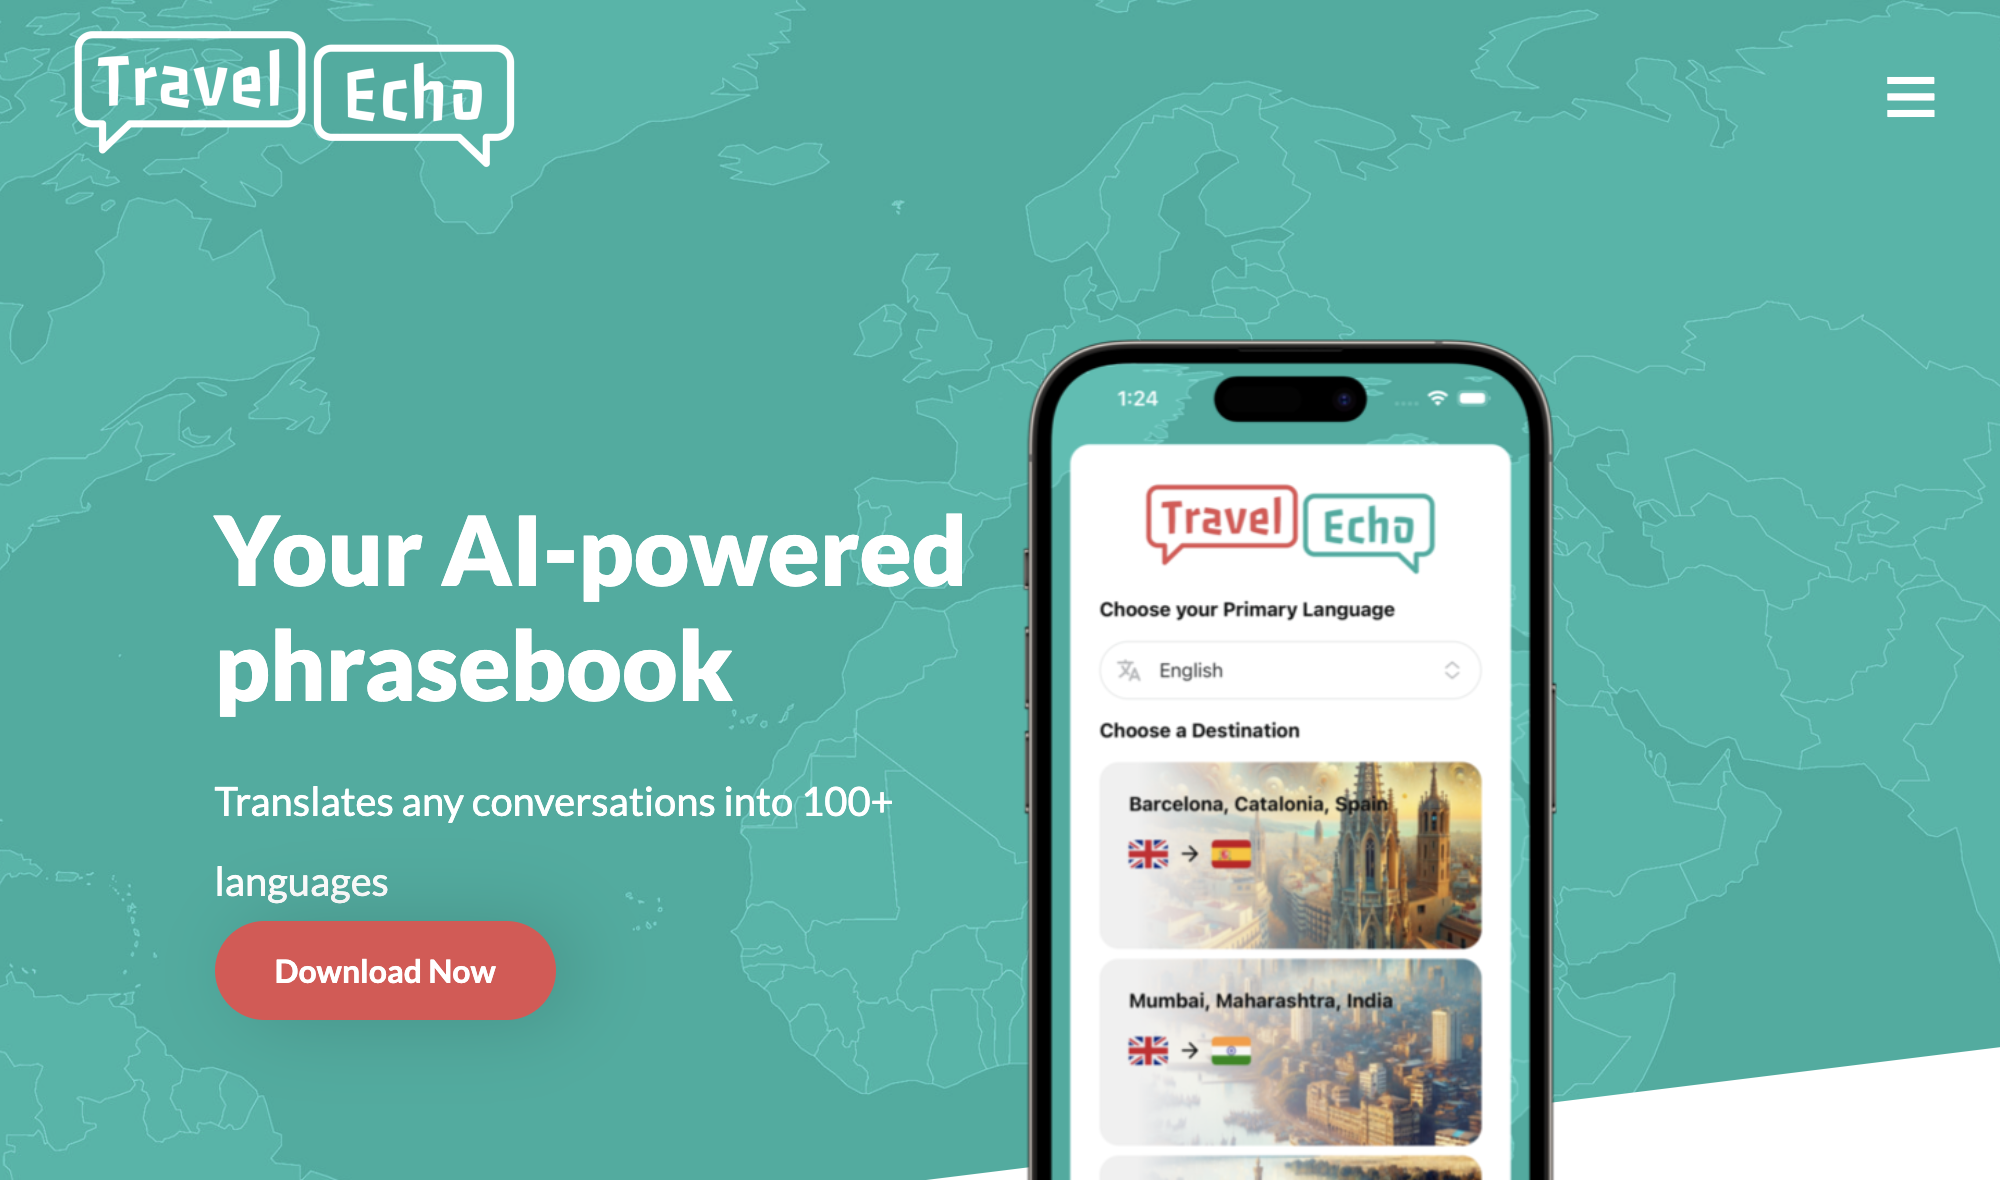 Travel Echo
Your AI-powered
phrasebook
Translates any conversations into 100+
languages
Download Now
1:24
Travel Echo
Choose your Primary Language
English
Choose a Destination
Barcelona, Catalonia, Spain
Mumbai, Maharashtra, India